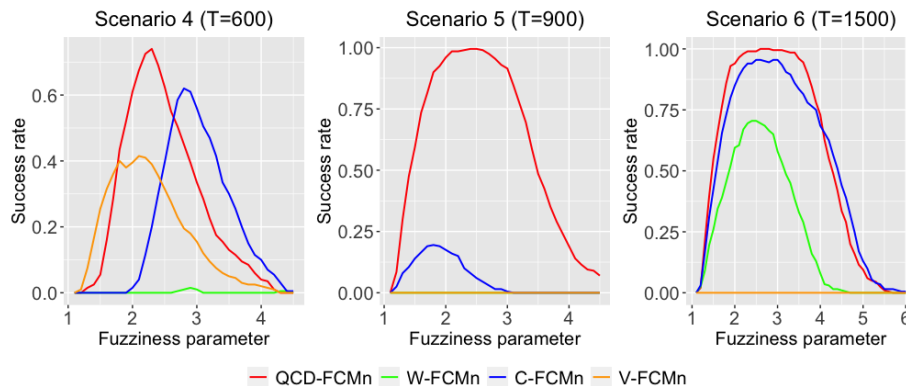 Scenario 4 (T=600)
Success rate
0.6
0.4
0.2
0.0
1 2 3 4
Fuzziness parameter
Scenario 5 (T=900)
Success rate
1.00
0.75
0.50
0.25
0.00
1 2 3 4
Fuzziness parameter
Scenario 6 (T=1500)
Success rate
1.00
0.75
0.50
0.25
0.00
1 2 3 4 5 6
Fuzziness parameter
QCD-FCMn W-FCMn C-FCMn V-FCMn